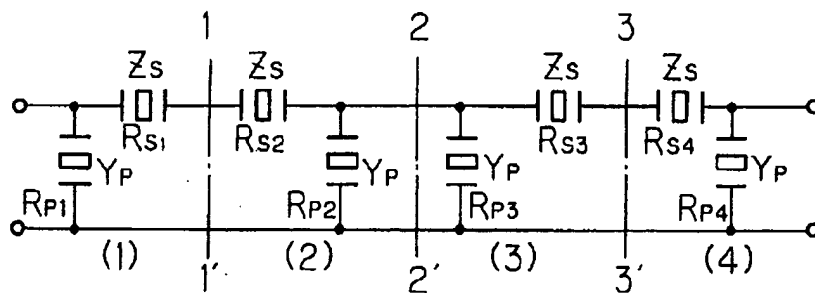 1 2 3
Zs Zs Zs Zs
Rs1 Rs2 Rs3 Rs4
YP YP YP YP
RP1 RP2 RP3 RP4
(1) (2) (3) (4)
1' 2' 3'